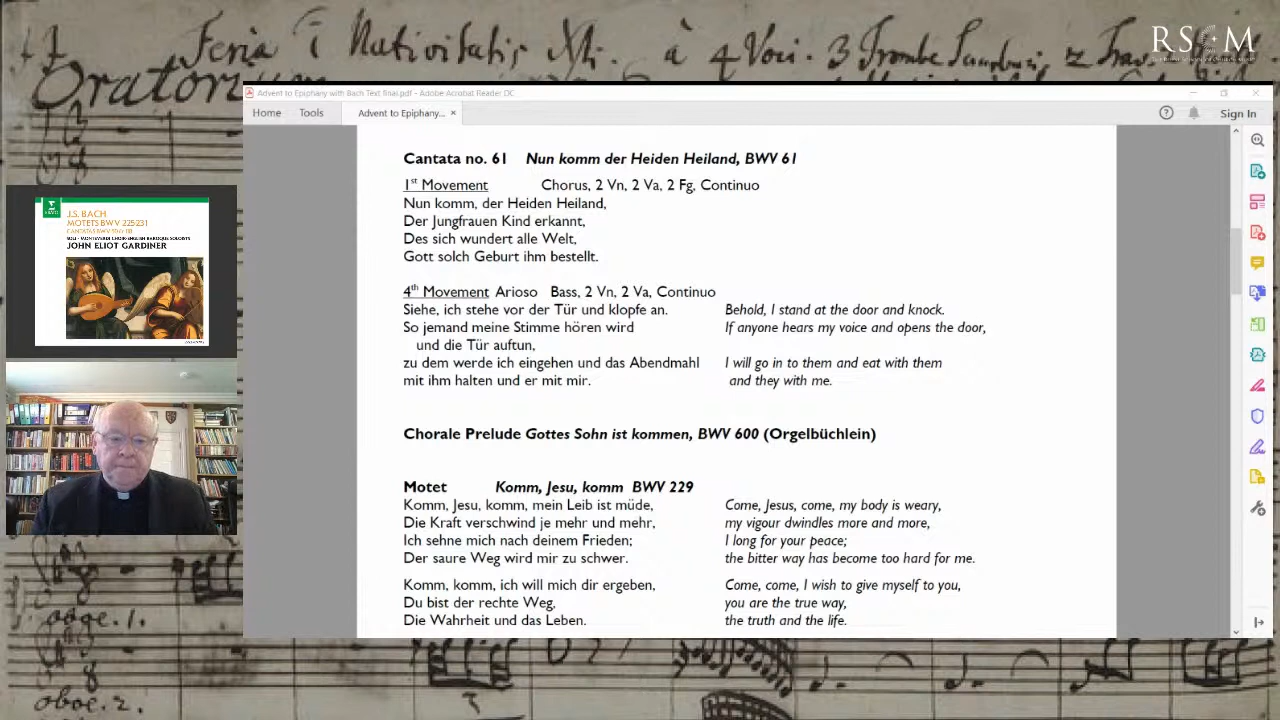 Feria i Nativitatis Xti. à 4 Voci. 3 Trombe Tamburi, 2 Trav
Oratorium
RSCM
Advent to Epiphany with Bach Text final.pdf - Adobe Acrobat Reader DC
Home Tools Advent to Epiphany... × Sign In
Cantata no. 61 Nun komm der Heiden Heiland, BWV 61
1st Movement Chorus, 2 Vn, 2 Va, 2 Fg, Continuo
Nun komm, der Heiden Heiland,
Der Jungfrauen Kind erkannt,
Des sich wundert alle Welt,
Gott solch Geburt ihm bestellt.
4th Movement Arioso Bass, 2 Vn, 2 Va, Continuo
Siehe, ich stehe vor der Tür und klopfe an. Behold, I stand at the door and knock.
So jemand meine Stimme hören wird If anyone hears my voice and opens the door,
und die Tür auftun,
zu dem werde ich eingehen und das Abendmahl I will go in to them and eat with them
mit ihm halten und er mit mir. and they with me.
Chorale Prelude Gottes Sohn ist kommen, BWV 600 (Orgelbüchlein)
Motet Komm, Jesu, komm BWV 229
Komm, Jesu, komm, mein Leib ist müde, Come, Jesus, come, my body is weary,
Die Kraft verschwind je mehr und mehr, my vigour dwindles more and more,
Ich sehne mich nach deinem Frieden; I long for your peace;
Der saure Weg wird mir zu schwer. the bitter way has become too hard for me.
Komm, komm, ich will mich dir ergeben, Come, come, I wish to give myself to you,
Du bist der rechte Weg, you are the true way,
Die Wahrheit und das Leben. the truth and the life.
J.S. BACH
MOTETS BWV 225/231
SOLI - MONTEVERDI CHOIR/ENGLISH BAROQUE SOLOISTS
JOHN ELIOT GARDINER
oboe. 1.
oboe. 2.